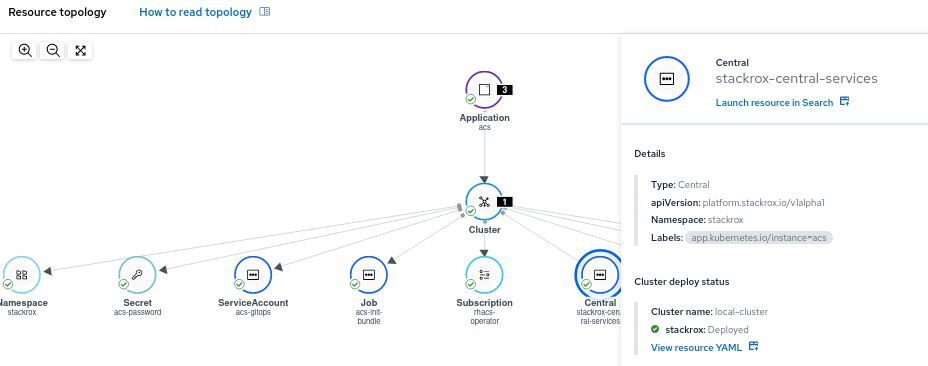 Resource topology
How to read topology
3
Application
acs
1
Cluster
Namespace
stackrox
Secret
acs-password
ServiceAccount
acs-gitops
Job
acs-init-
bundle
Subscription
rhacs-
operator
Central
stackrox-cen...
ral-services
Central
stackrox-central-services
Launch resource in Search
Details
Type: Central
apiVersion: platform.stackrox.io/v1alpha1
Namespace: stackrox
Labels: app.kubernetes.io/instance=acs
Cluster deploy status
Cluster name: local-cluster
stackrox: Deployed
View resource YAML